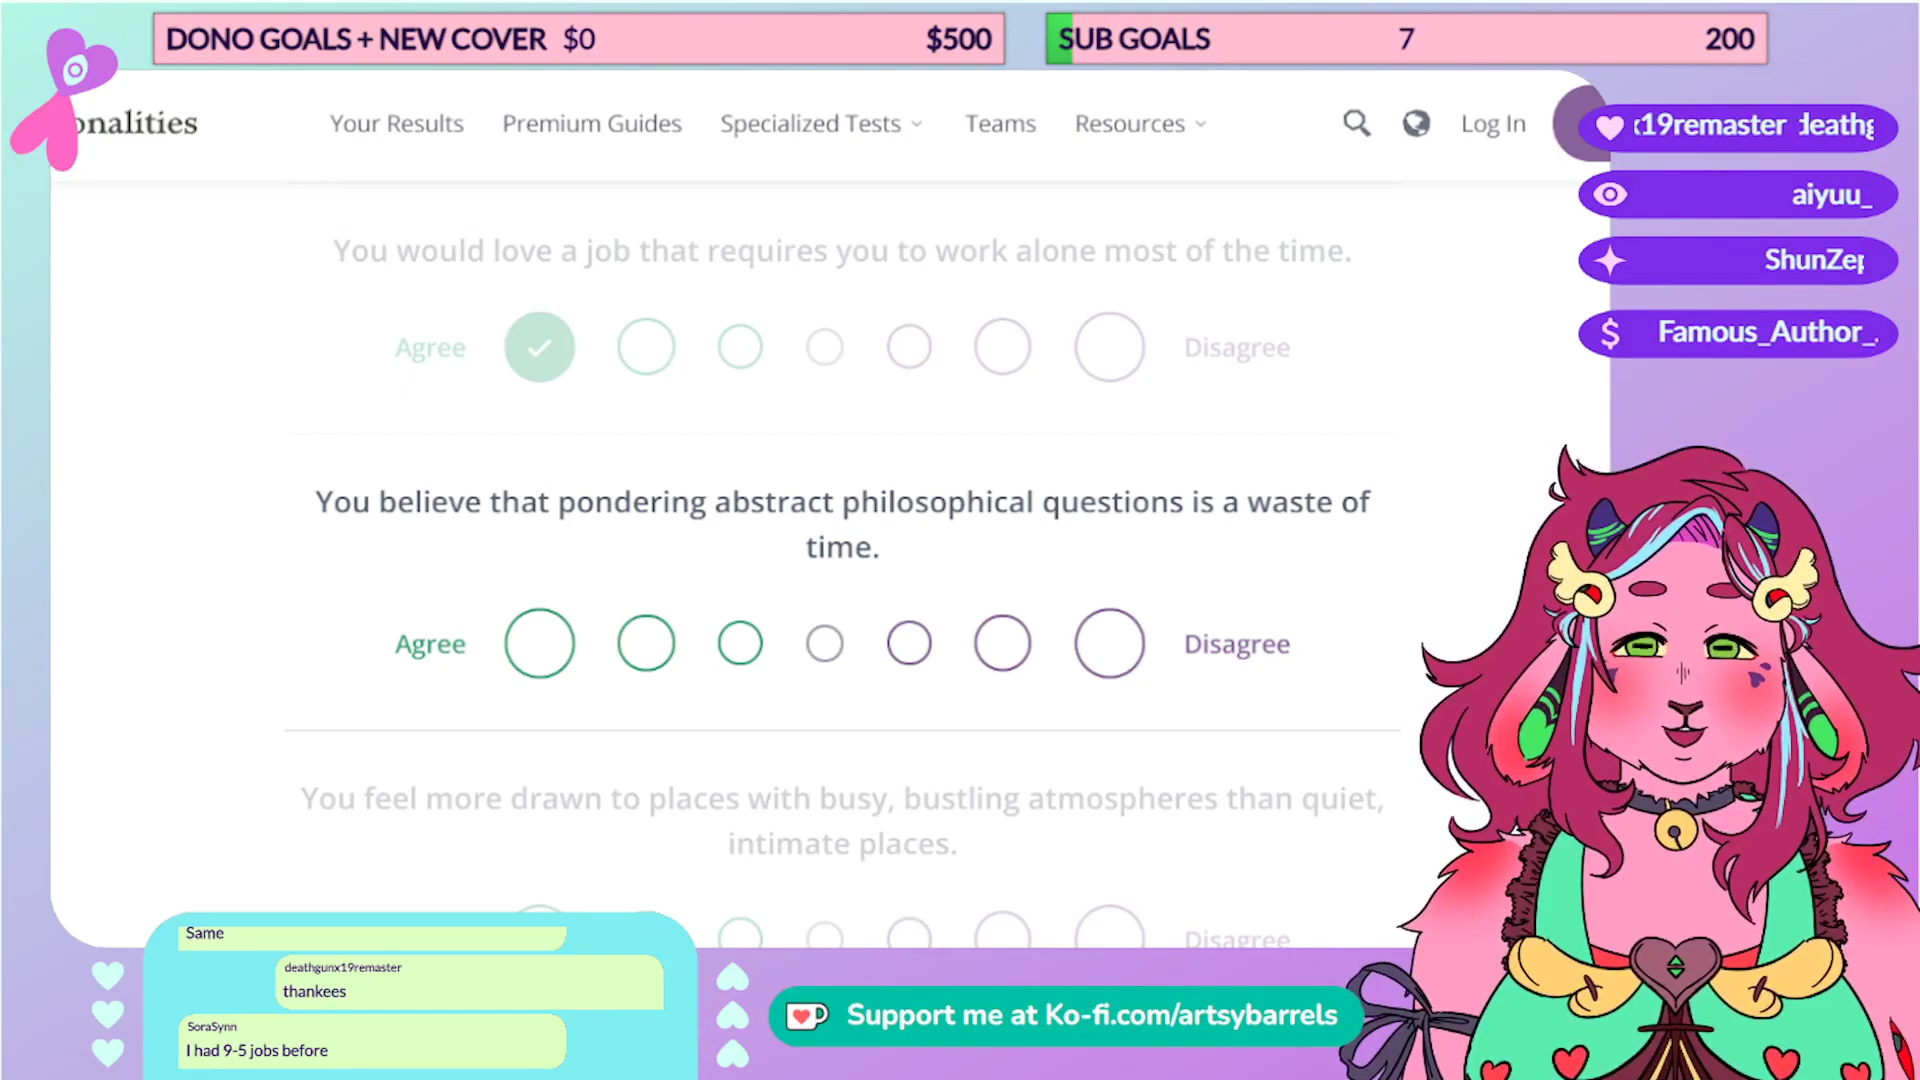 DONO GOALS + NEW COVER $0 $500
SUB GOALS 7 200
onalities
Your Results
Premium Guides
Specialized Tests
Teams
Resources
Log In
x19remaster deathg
aiyuu_
ShunZep
Famous_Author_
You would love a job that requires you to work alone most of the time.
Agree
Disagree
You believe that pondering abstract philosophical questions is a waste of
time.
Agree
Disagree
You feel more drawn to places with busy, bustling atmospheres than quiet,
intimate places.
Disagree
Same
deathgunx19remaster
thankees
SoraSynn
I had 9-5 jobs before
Support me at Ko-fi.com/artsybarrels